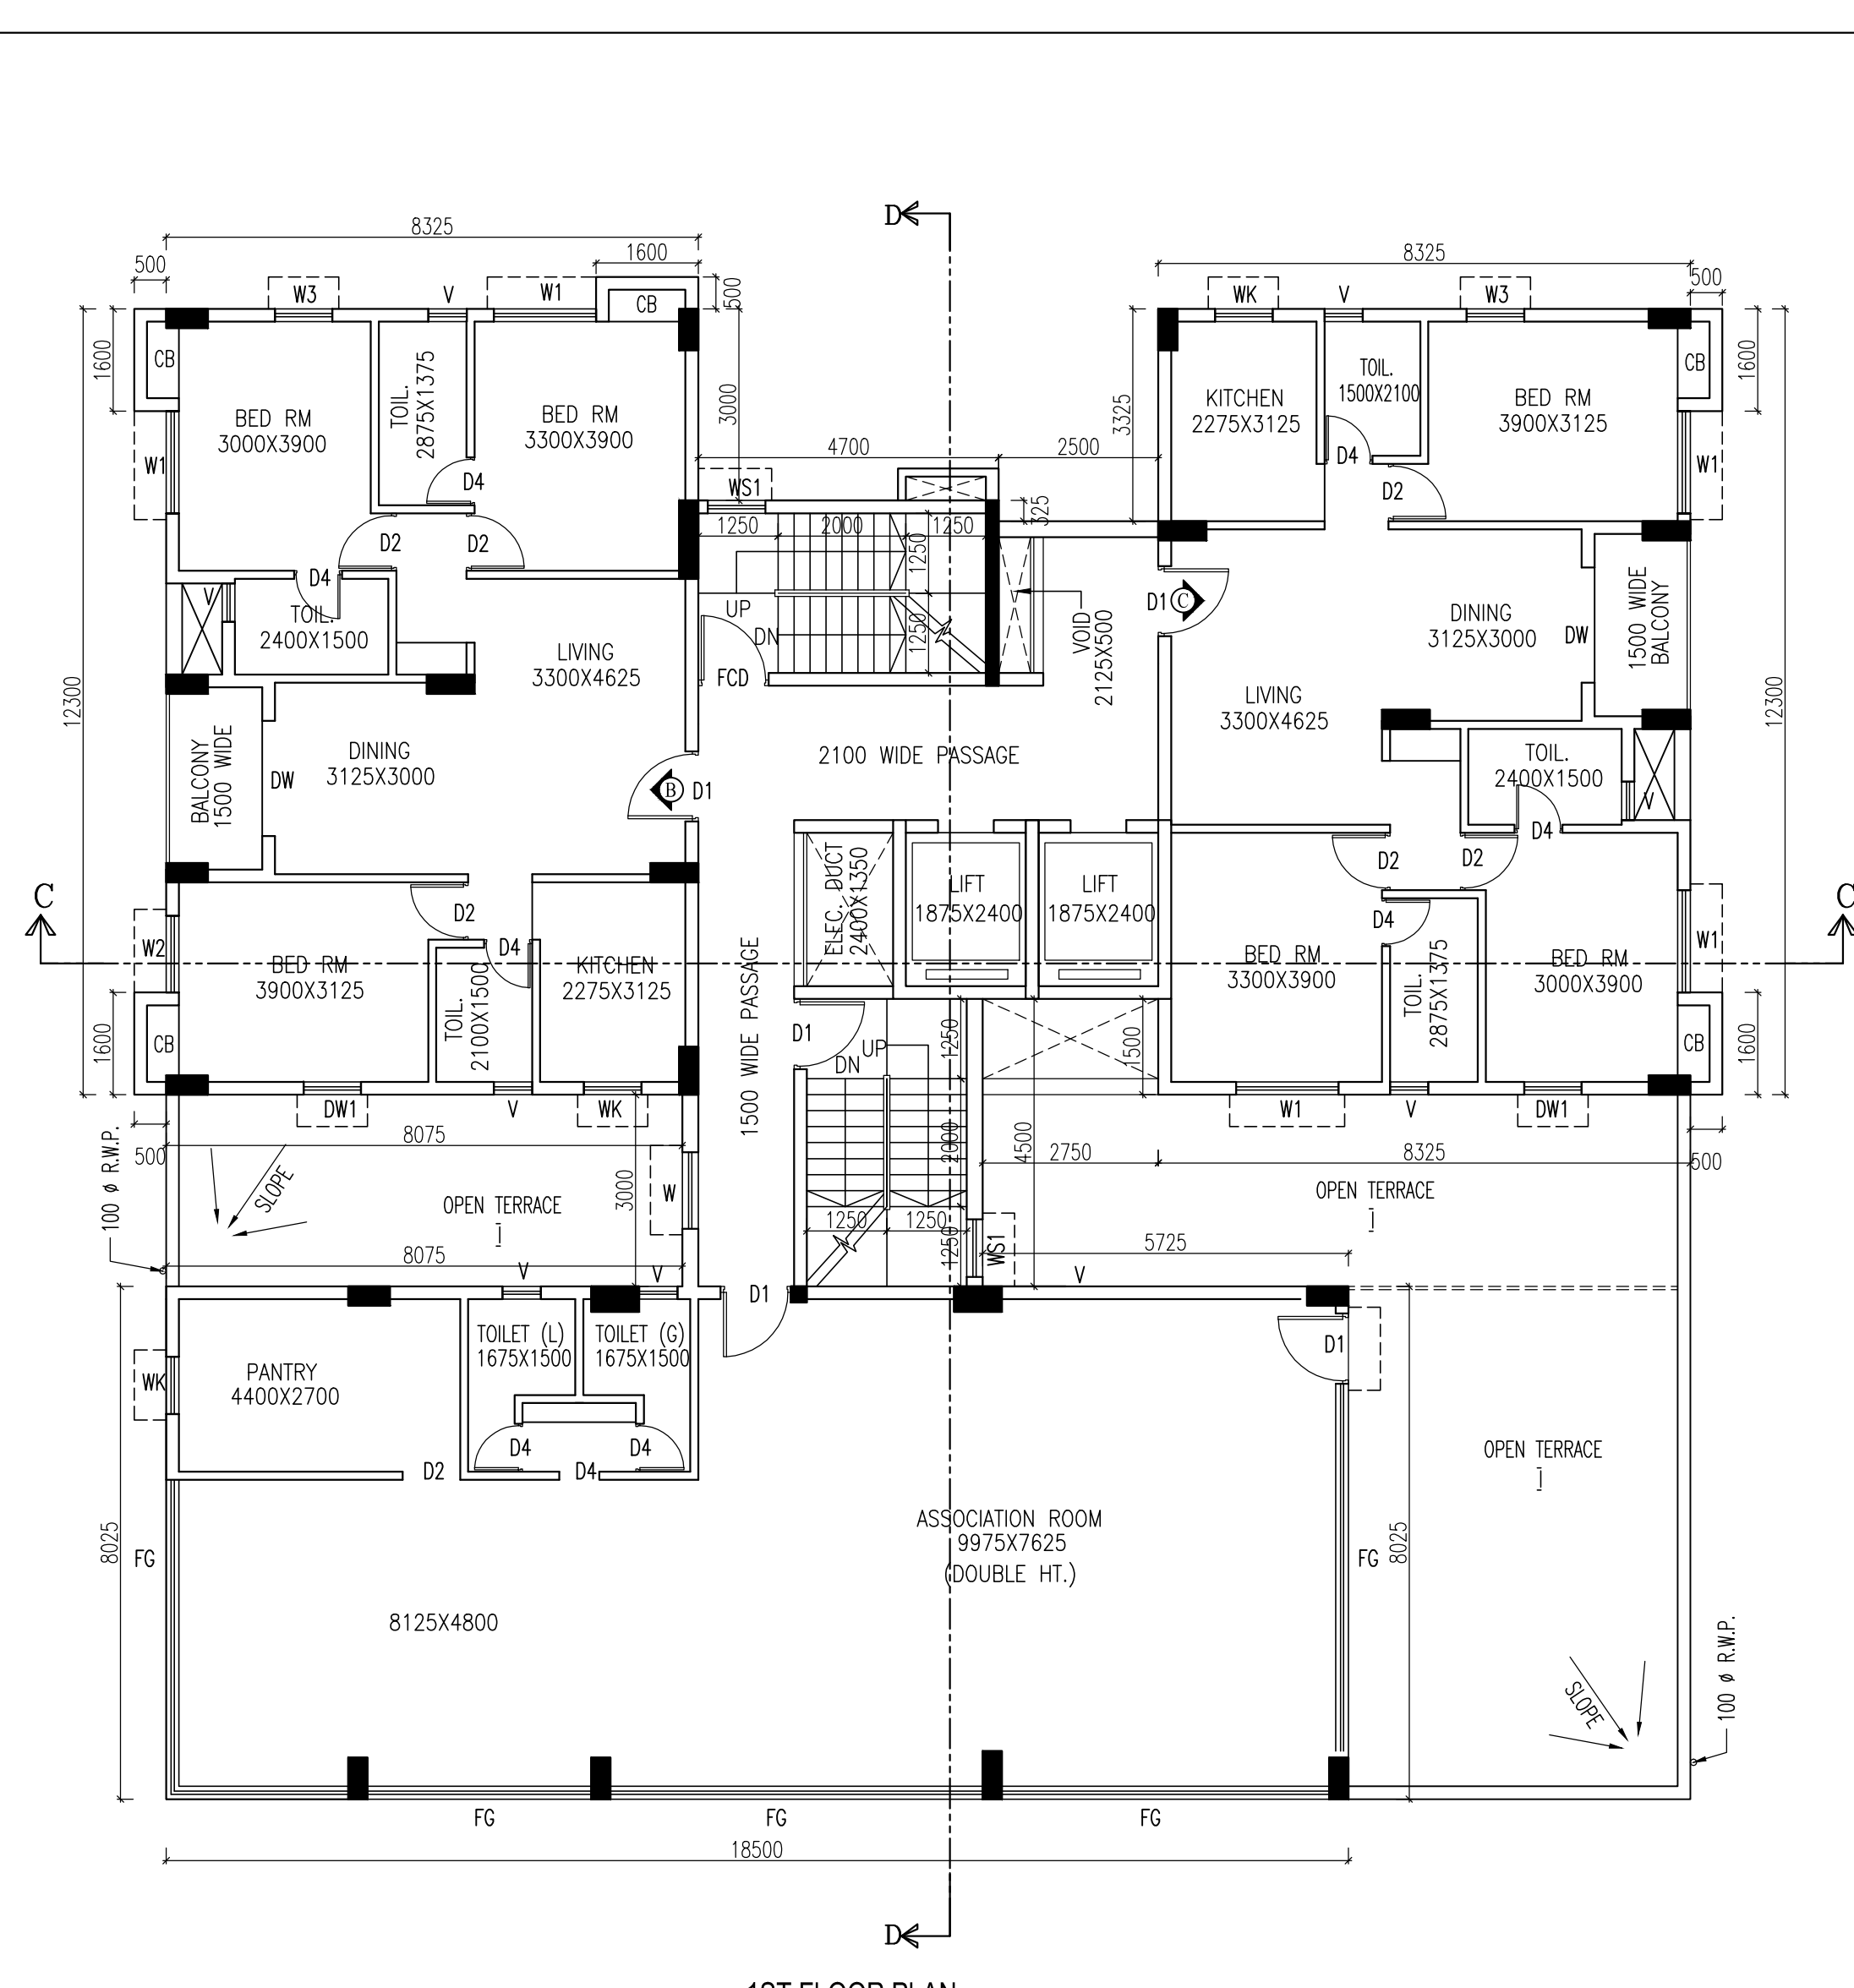 D
8325
1600
8325
500
500
W3
V
W1
CB
500
WK
V
W3
CB
1600
BED RM
3000X3900
TOIL.
2875X1375
BED RM
3300X3900
3000
3325
KITCHEN
2275X3125
TOIL.
1500X2100
BED RM
3900X3125
CB
1600
W1
D4
4700
2500
D4
D2
W1
WS1
1250
2000
1250
325
D2
D2
1250
D4
V
TOIL.
2400X1500
UP
DN
1250
FCD
VOID
2125X500
D1
C
DINING
3125X3000
DW
1500 WIDE
BALCONY
LIVING
3300X4625
LIVING
3300X4625
12300
12300
BALCONY
1500 WIDE
DW
DINING
3125X3000
2100 WIDE PASSAGE
TOIL.
2400X1500
B
D1
V
D4
D2
D2
C
C
ELEC. DUCT
2400X1350
LIFT
1875X2400
LIFT
1875X2400
D2
D4
D4
W2
BED RM
3900X3125
TOIL.
2100X1500
KITCHEN
2275X3125
1500 WIDE PASSAGE
BED RM
3300X3900
TOIL.
2875X1375
BED RM
3000X3900
W1
1600
CB
D1
UP
DN
1250
1500
CB
1600
DW1
V
WK
W1
V
DW1
8075
500
100 ø R.W.P.
SLOPE
OPEN TERRACE
3000
W
2000
4500
2750
8325
500
OPEN TERRACE
1250
1250
1250
WS1
5725
8075
V
V
D1
V
D1
TOILET (L)
1675X1500
TOILET (G)
1675X1500
PANTRY
4400X2700
WK
D4
D4
D2
D4
OPEN TERRACE
ASSOCIATION ROOM
9975X7625
(DOUBLE HT.)
8025
FG
FG
8025
8125X4800
SLOPE
100 ø R.W.P.
FG
FG
FG
18500
D
1ST FLOOR PLAN